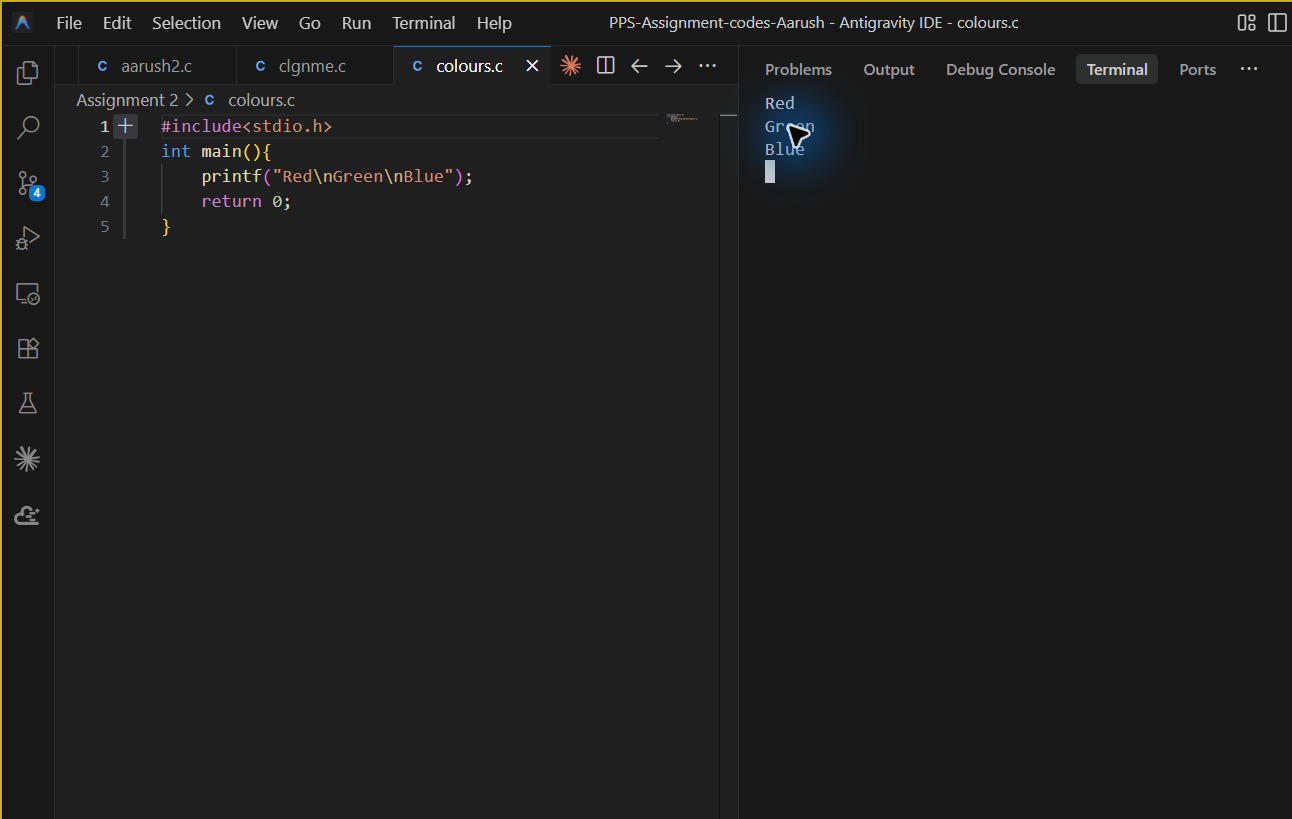 File Edit Selection View Go Run Terminal Help PPS-Assignment-codes-Aarush - Antigravity IDE - colours.c
C aarush2.c C clgnme.c C colours.c
Assignment 2 > C colours.c
1 #include<stdio.h>
2 int main(){
3 printf("Red\nGreen\nBlue");
4 return 0;
5 }
4
Problems Output Debug Console Terminal Ports ···
Red
Green
Blue